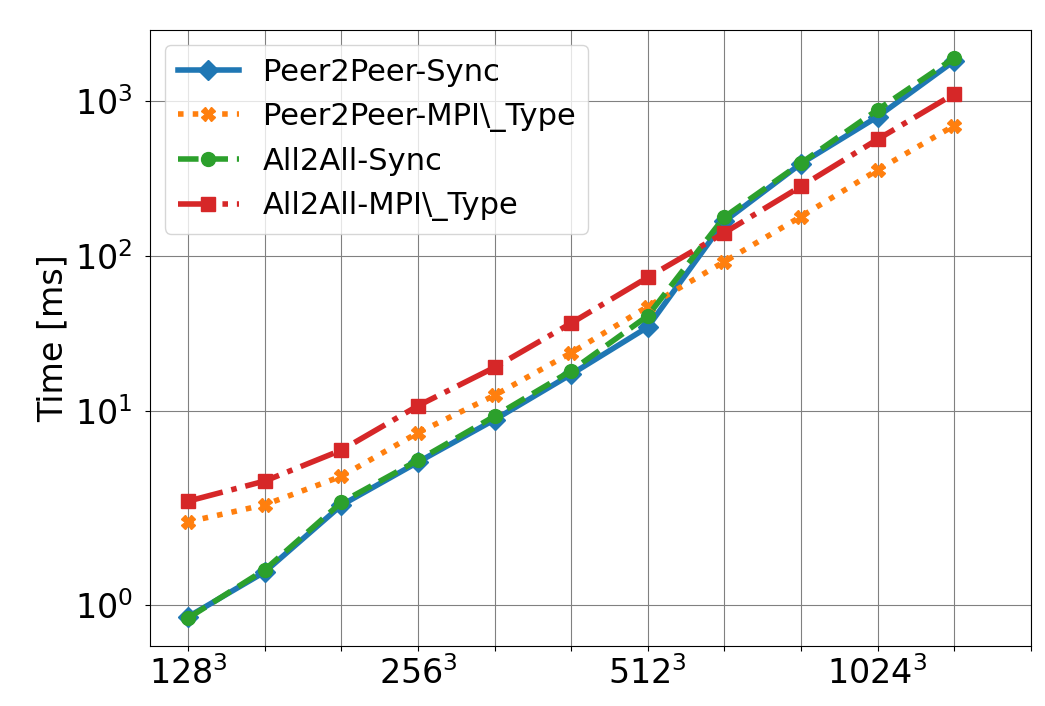 Peer2Peer-Sync
Peer2Peer-MPI\_Type
All2All-Sync
All2All-MPI\_Type
Time [ms]
10³
10²
10¹
10⁰
128³ 256³ 512³ 1024³